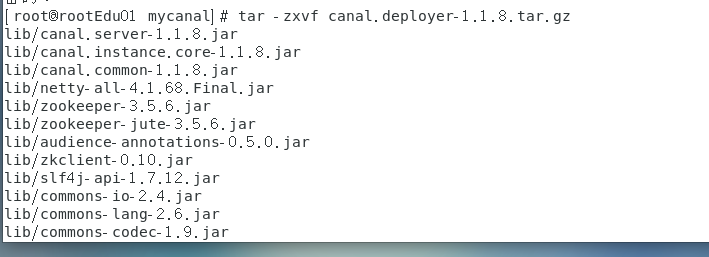 [root@rootEdu01 mycanal]# tar -zxvf canal.deployer-1.1.8.tar.gz
lib/canal.server-1.1.8.jar
lib/canal.instance.core-1.1.8.jar
lib/canal.common-1.1.8.jar
lib/netty-all-4.1.68.Final.jar
lib/zookeeper-3.5.6.jar
lib/zookeeper-jute-3.5.6.jar
lib/audience-annotations-0.5.0.jar
lib/zkclient-0.10.jar
lib/slf4j-api-1.7.12.jar
lib/commons-io-2.4.jar
lib/commons-lang-2.6.jar
lib/commons-codec-1.9.jar